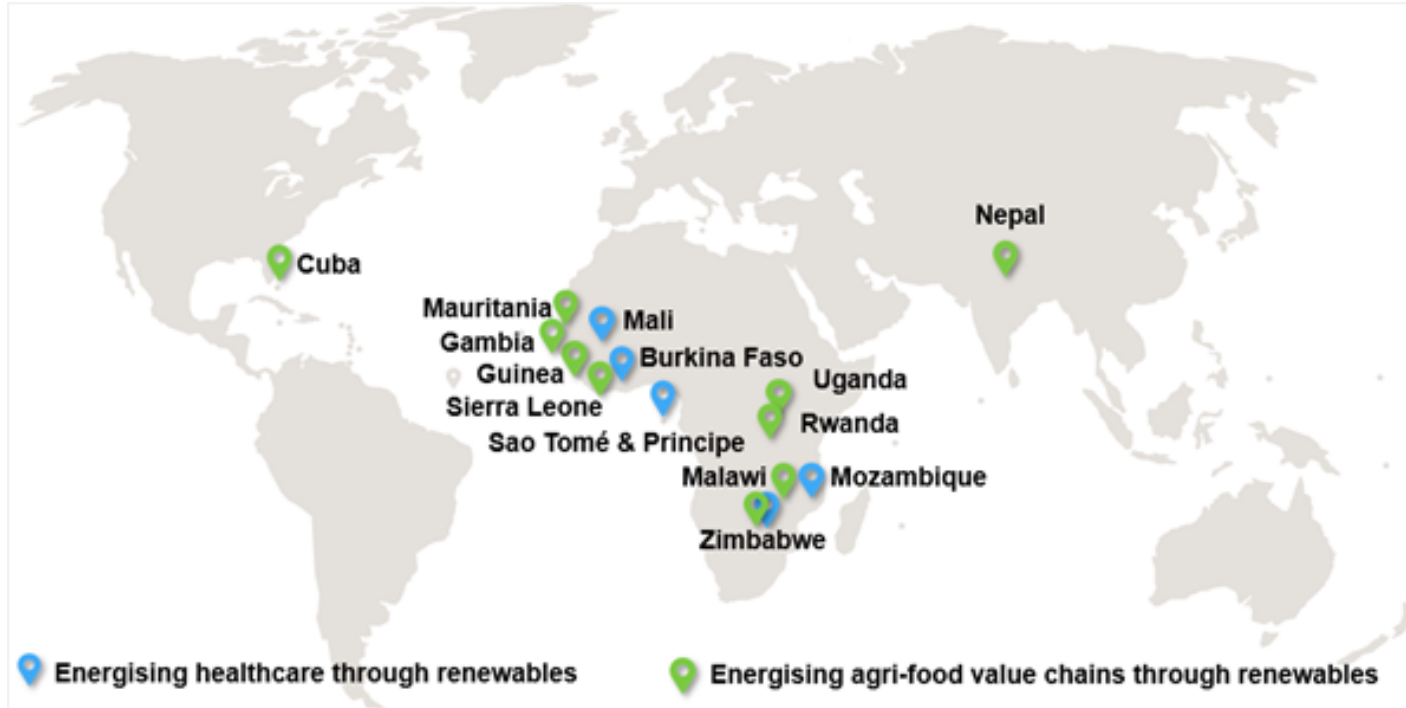 Nepal
Cuba
Mauritania
Mali
Gambia
Burkina Faso
Guinea
Uganda
Sierra Leone
Rwanda
Sao Tomé & Principe
Malawi
Mozambique
Zimbabwe
Energising healthcare through renewables
Energising agri-food value chains through renewables